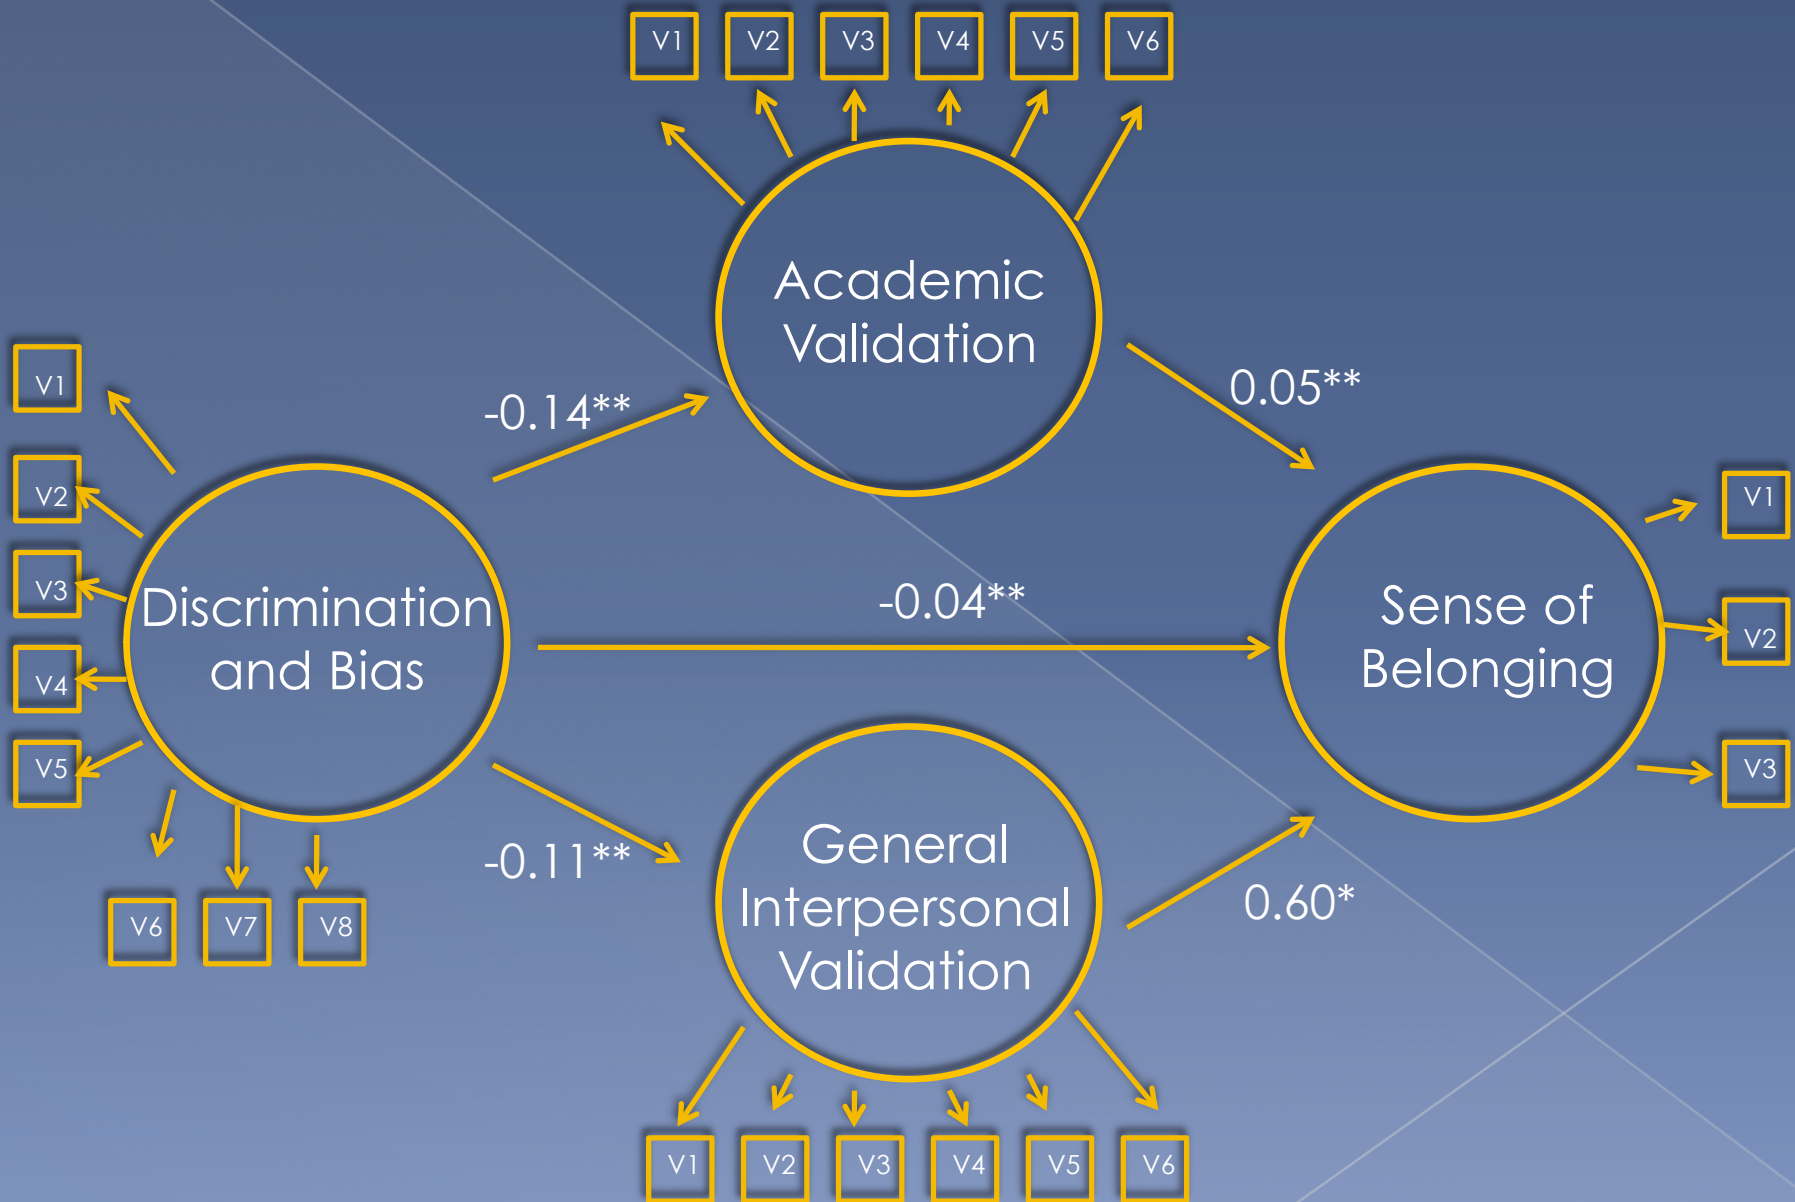 V1
V2
V3
V4
V5
V6
Academic
Validation
V1
V2
V3
V4
V5
V6
V7
V8
-0.14**
0.05**
Discrimination
and Bias
-0.04**
Sense of
Belonging
V1
V2
V3
-0.11**
0.60*
General
Interpersonal
Validation
V1
V2
V3
V4
V5
V6